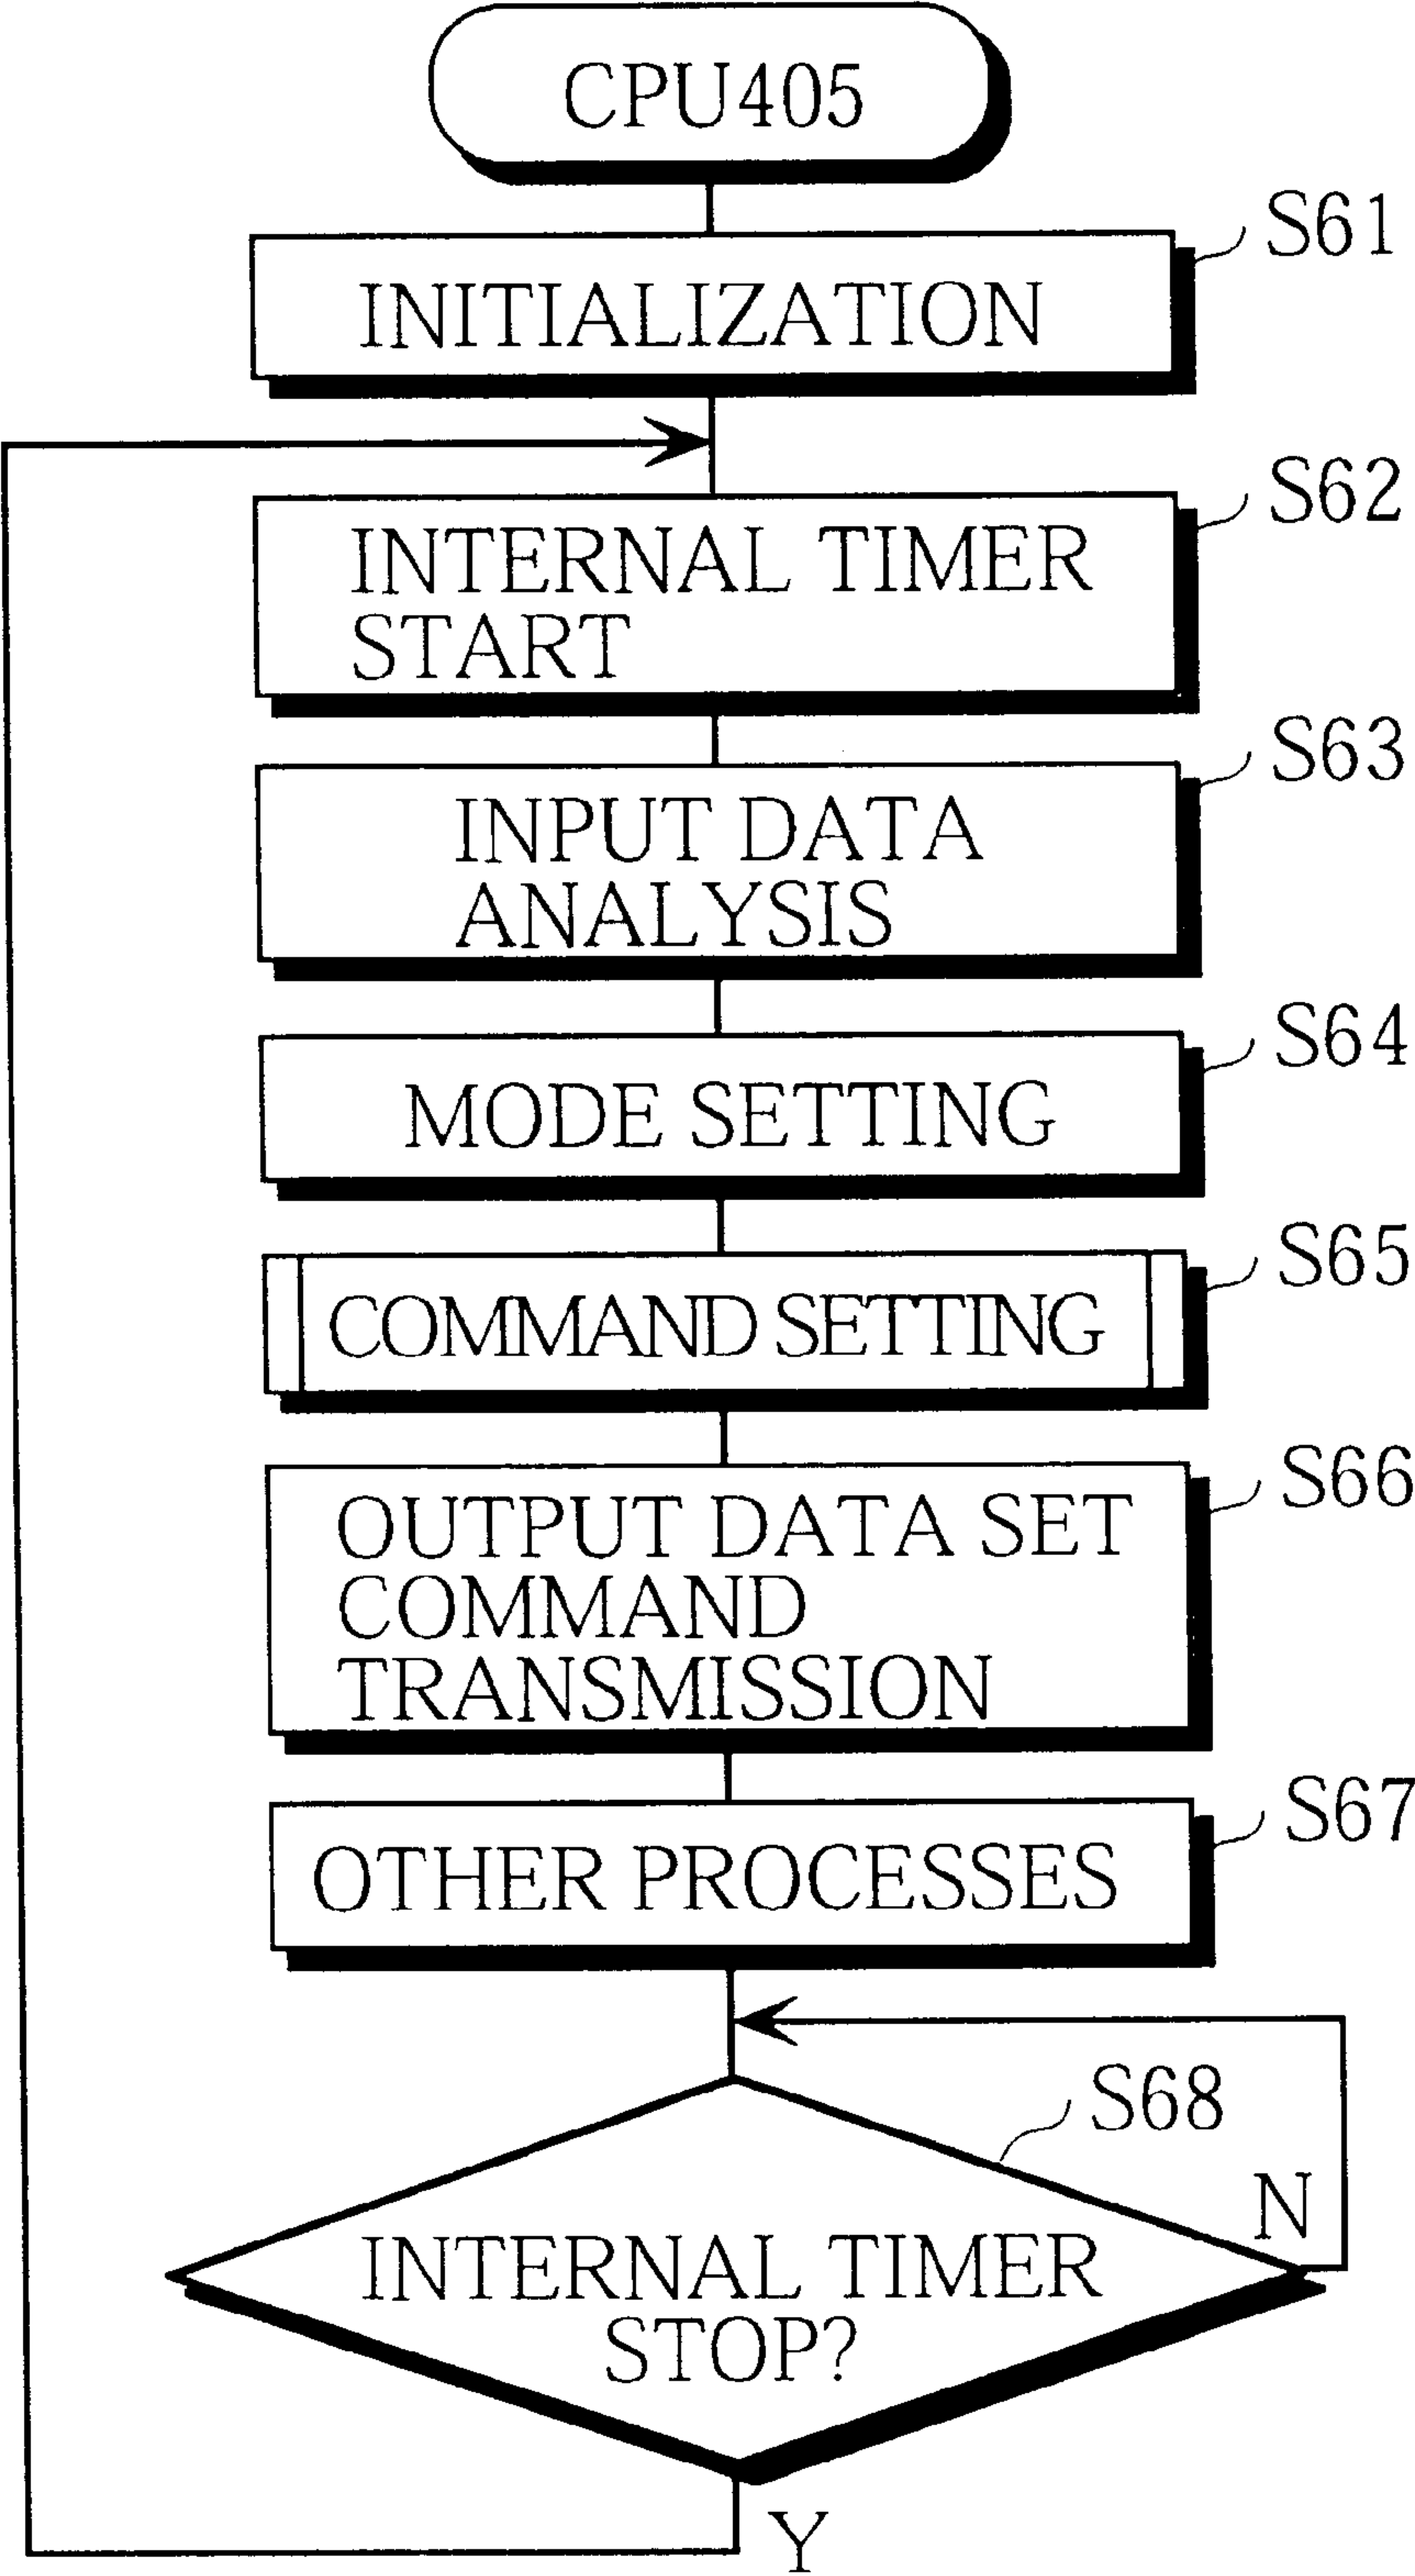 CPU405
S61
INITIALIZATION
S62
INTERNAL TIMER
START
S63
INPUT DATA
ANALYSIS
S64
MODE SETTING
S65
COMMAND SETTING
S66
OUTPUT DATA SET
COMMAND
TRANSMISSION
S67
OTHER PROCESSES
S68
N
INTERNAL TIMER
STOP?
Y